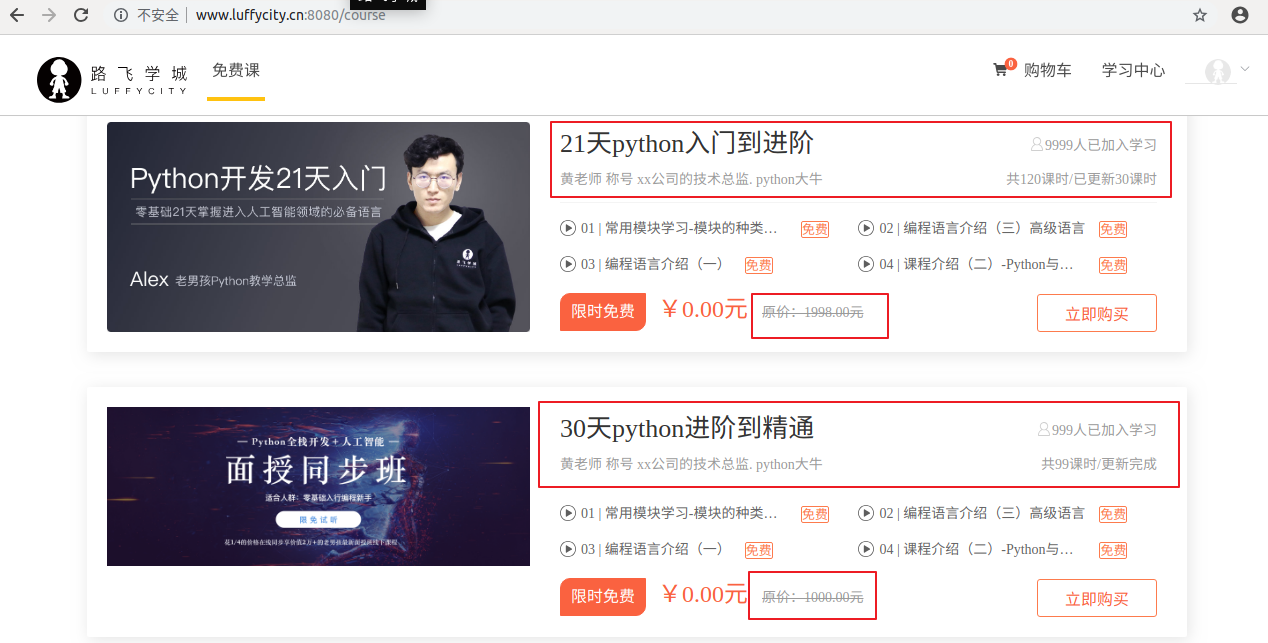 不安全 www.luffycity.cn:8080/course
路飞学城
LUFFYCITY
免费课
0
购物车
学习中心
Python开发21天入门
零基础21天掌握进入人工智能领域的必备语言
Alex 老男孩Python教学总监
21天python入门到进阶
9999人已加入学习
黄老师 称号 xx公司的技术总监. python大牛
共120课时/已更新30课时
01 | 常用模块学习-模块的种类... 免费
02 | 编程语言介绍（三）高级语言 免费
03 | 编程语言介绍（一） 免费
04 | 课程介绍（二）-Python与... 免费
限时免费 ￥0.00元 原价：1998.00元
立即购买
Python全栈开发+人工智能
面授同步班
适合人群：零基础入行编程新手
限免试听
30天python进阶到精通
999人已加入学习
黄老师 称号 xx公司的技术总监. python大牛
共99课时/更新完成
01 | 常用模块学习-模块的种类... 免费
02 | 编程语言介绍（三）高级语言 免费
03 | 编程语言介绍（一） 免费
04 | 课程介绍（二）-Python与... 免费
限时免费 ￥0.00元 原价：1000.00元
立即购买